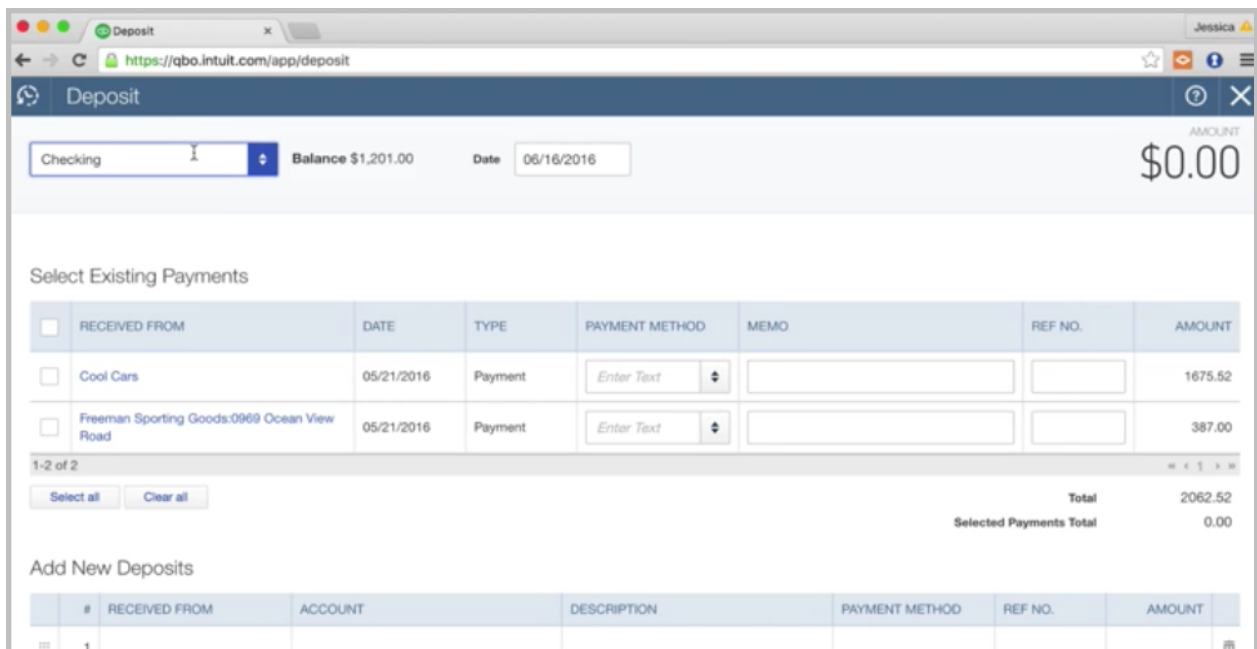 Deposit
Jessica
https://qbo.intuit.com/app/deposit
Deposit
AMOUNT
Checking Balance $1,201.00 Date 06/16/2016 $0.00
Select Existing Payments
RECEIVED FROM DATE TYPE PAYMENT METHOD MEMO REF NO. AMOUNT
Cool Cars 05/21/2016 Payment Enter Text 1675.52
Freeman Sporting Goods:0969 Ocean View
Road 05/21/2016 Payment Enter Text 387.00
1-2 of 2 « < 1 > »
Select all Clear all Total 2062.52
Selected Payments Total 0.00
Add New Deposits
# RECEIVED FROM ACCOUNT DESCRIPTION PAYMENT METHOD REF NO. AMOUNT
1